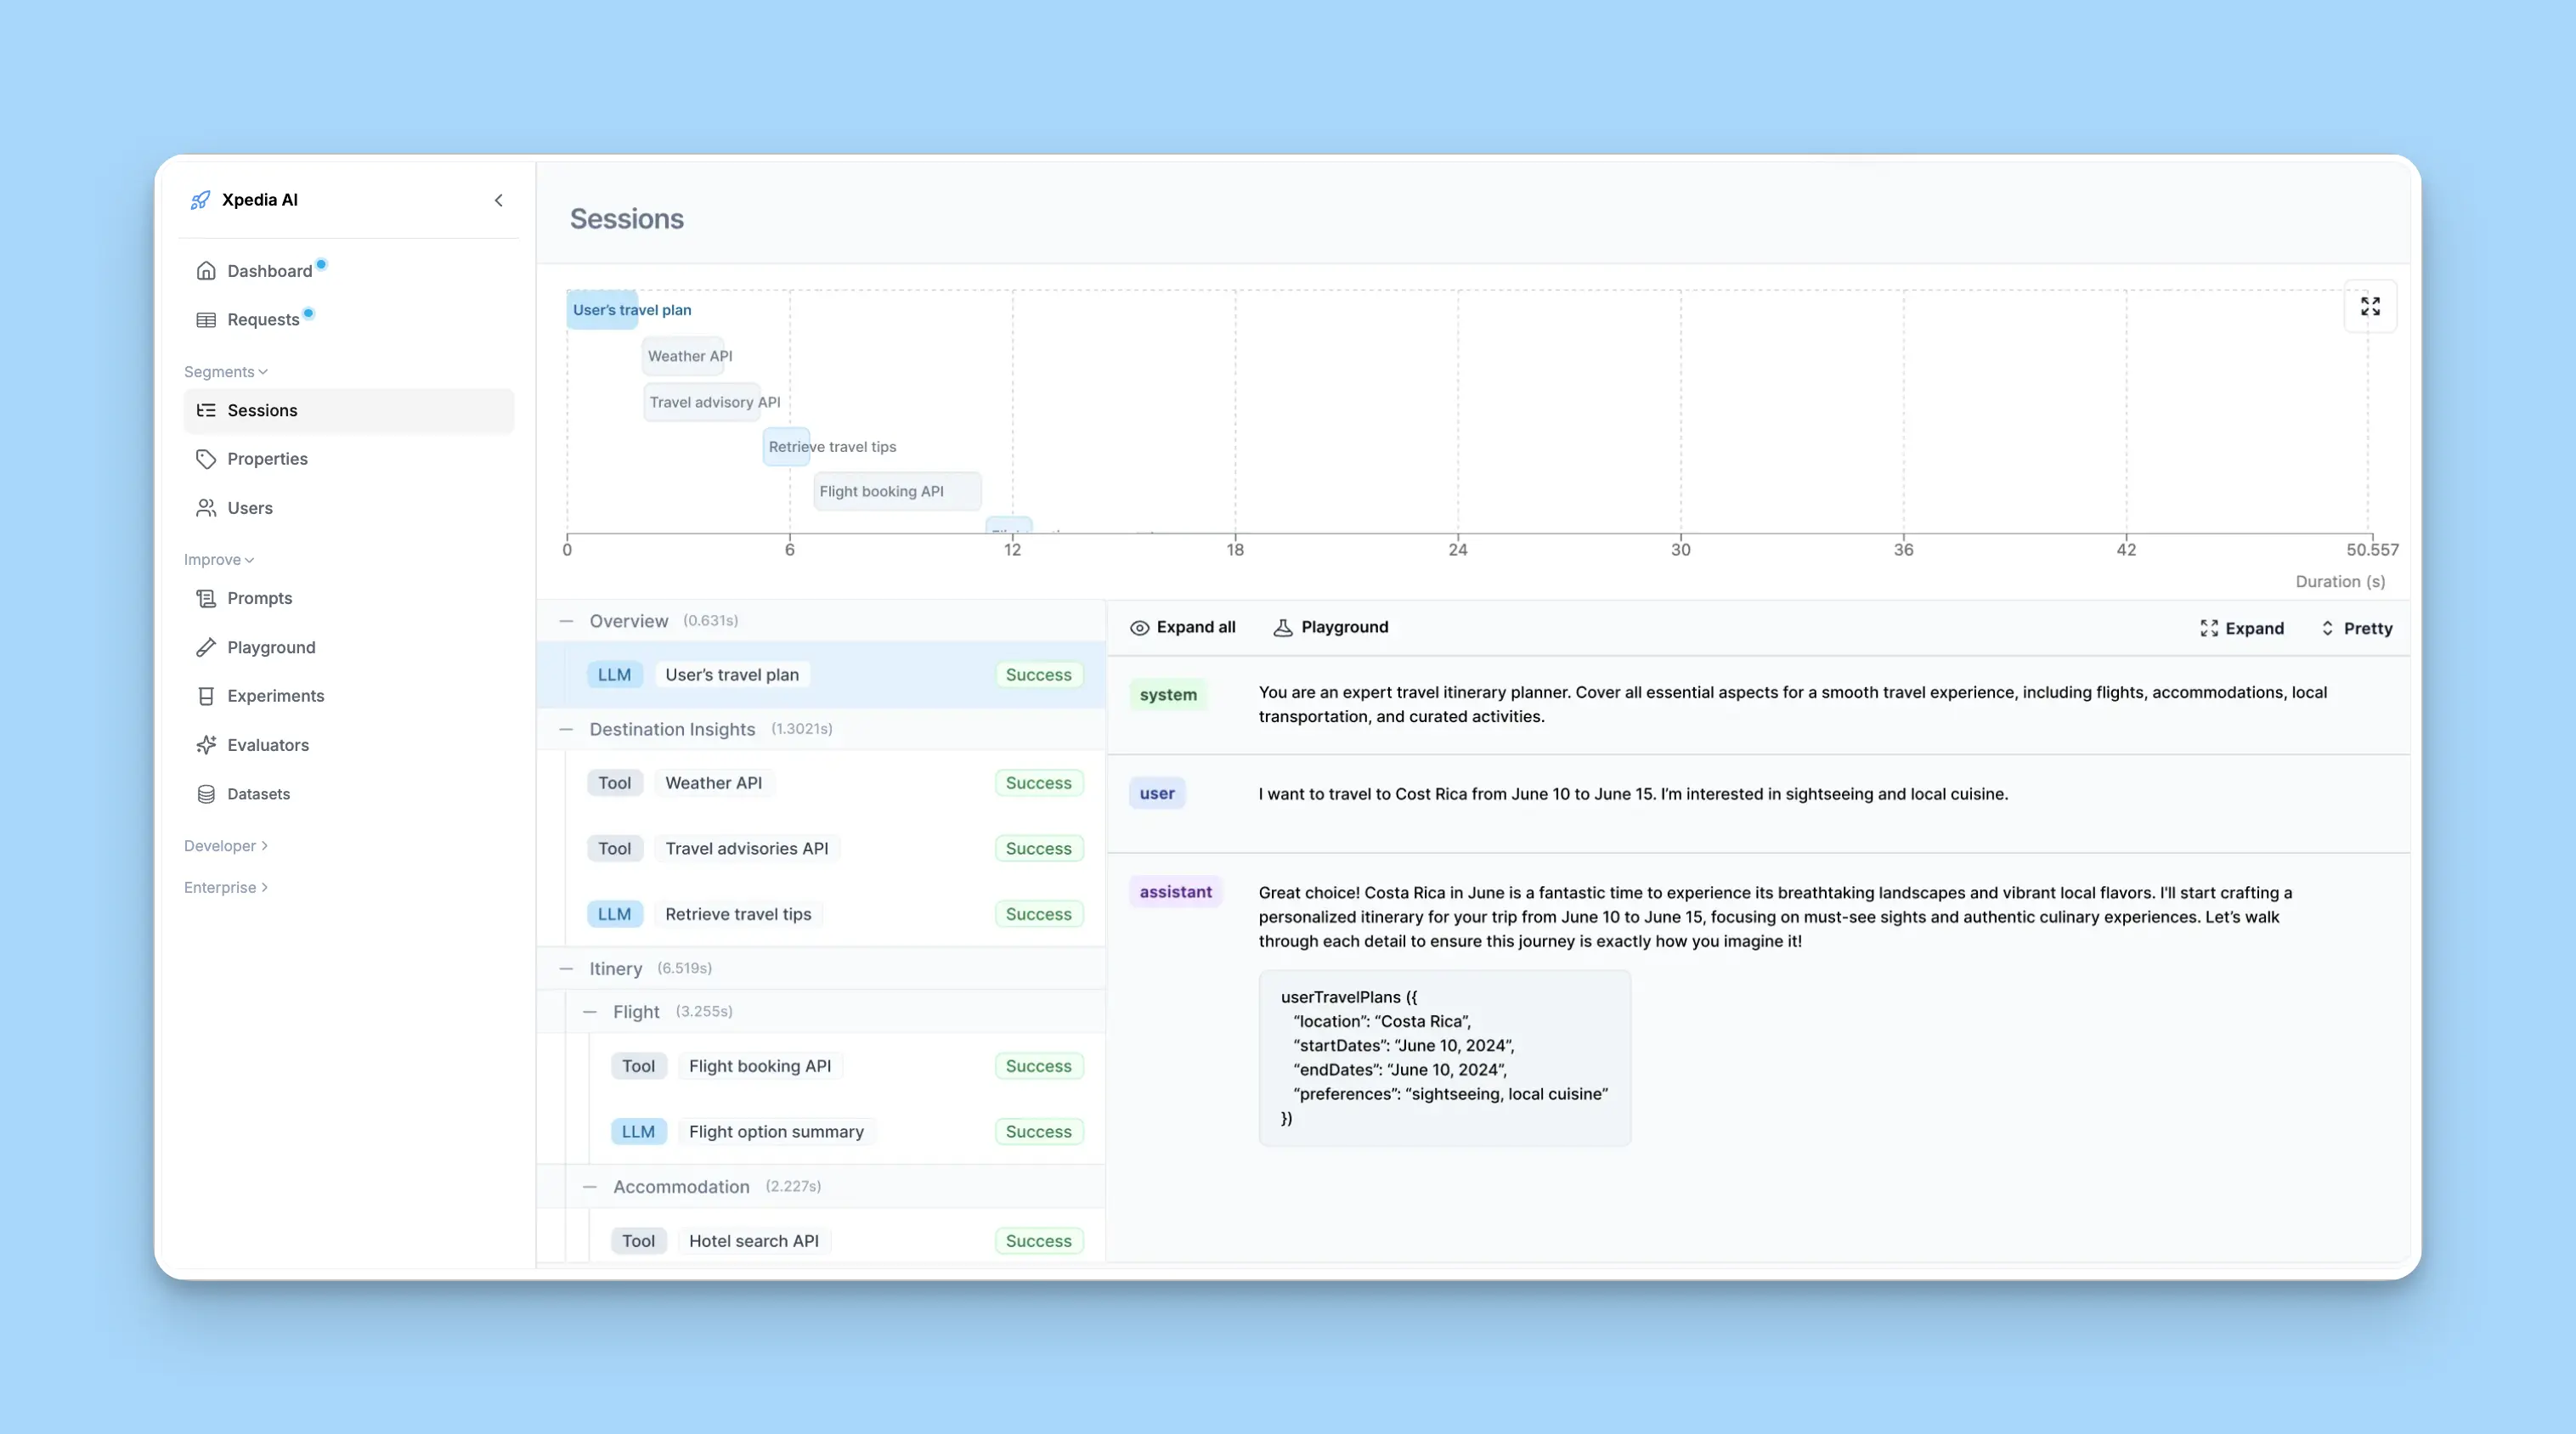 Xpedia AI
Dashboard
Requests
Segments
Sessions
Properties
Users
Improve
Prompts
Playground
Experiments
Evaluators
Datasets
Developer
Enterprise
Sessions
User’s travel plan
Weather API
Travel advisory API
Retrieve travel tips
Flight booking API
0 6 12 18 24 30 36 42 50.557
Duration (s)
Overview (0.631s)
LLM User’s travel plan Success
Destination Insights (1.3021s)
Tool Weather API Success
Tool Travel advisories API Success
LLM Retrieve travel tips Success
Itinery (6.519s)
Flight (3.255s)
Tool Flight booking API Success
LLM Flight option summary Success
Accommodation (2.227s)
Tool Hotel search API Success
Expand all Playground Expand Pretty
system
You are an expert travel itinerary planner. Cover all essential aspects for a smooth travel experience, including flights, accommodations, local
transportation, and curated activities.
user
I want to travel to Cost Rica from June 10 to June 15. I’m interested in sightseeing and local cuisine.
assistant
Great choice! Costa Rica in June is a fantastic time to experience its breathtaking landscapes and vibrant local flavors. I'll start crafting a
personalized itinerary for your trip from June 10 to June 15, focusing on must-see sights and authentic culinary experiences. Let’s walk
through each detail to ensure this journey is exactly how you imagine it!
userTravelPlans ({
“location”: “Costa Rica”,
“startDates”: “June 10, 2024”,
“endDates”: “June 10, 2024”,
“preferences”: “sightseeing, local cuisine”
})